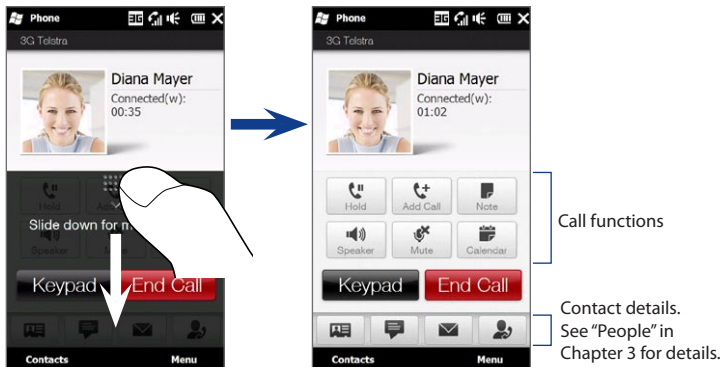 Phone
3G Telstra
Diana Mayer
Connected(w):
00:35
Hold
Slide down for m
Speaker
Keypad
End Call
Contacts
Menu
Phone
3G Telstra
Diana Mayer
Connected(w):
01:02
Hold
Add Call
Note
Speaker
Mute
Calendar
Keypad
End Call
Contacts
Menu
Call functions
Contact details.
See “People” in
Chapter 3 for details.